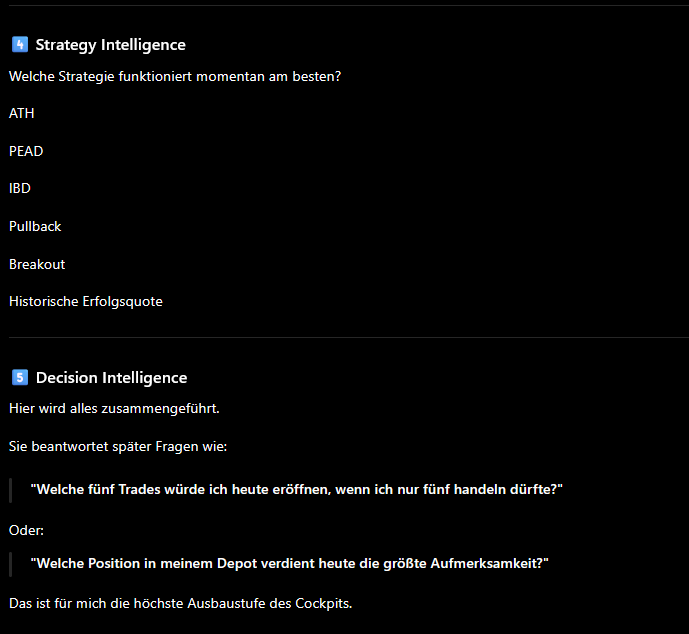 4️⃣ Strategy Intelligence
Welche Strategie funktioniert momentan am besten?
ATH
PEAD
IBD
Pullback
Breakout
Historische Erfolgsquote
5️⃣ Decision Intelligence
Hier wird alles zusammengeführt.
Sie beantwortet später Fragen wie:
"Welche fünf Trades würde ich heute eröffnen, wenn ich nur fünf handeln dürfte?"
Oder:
"Welche Position in meinem Depot verdient heute die größte Aufmerksamkeit?"
Das ist für mich die höchste Ausbaustufe des Cockpits.